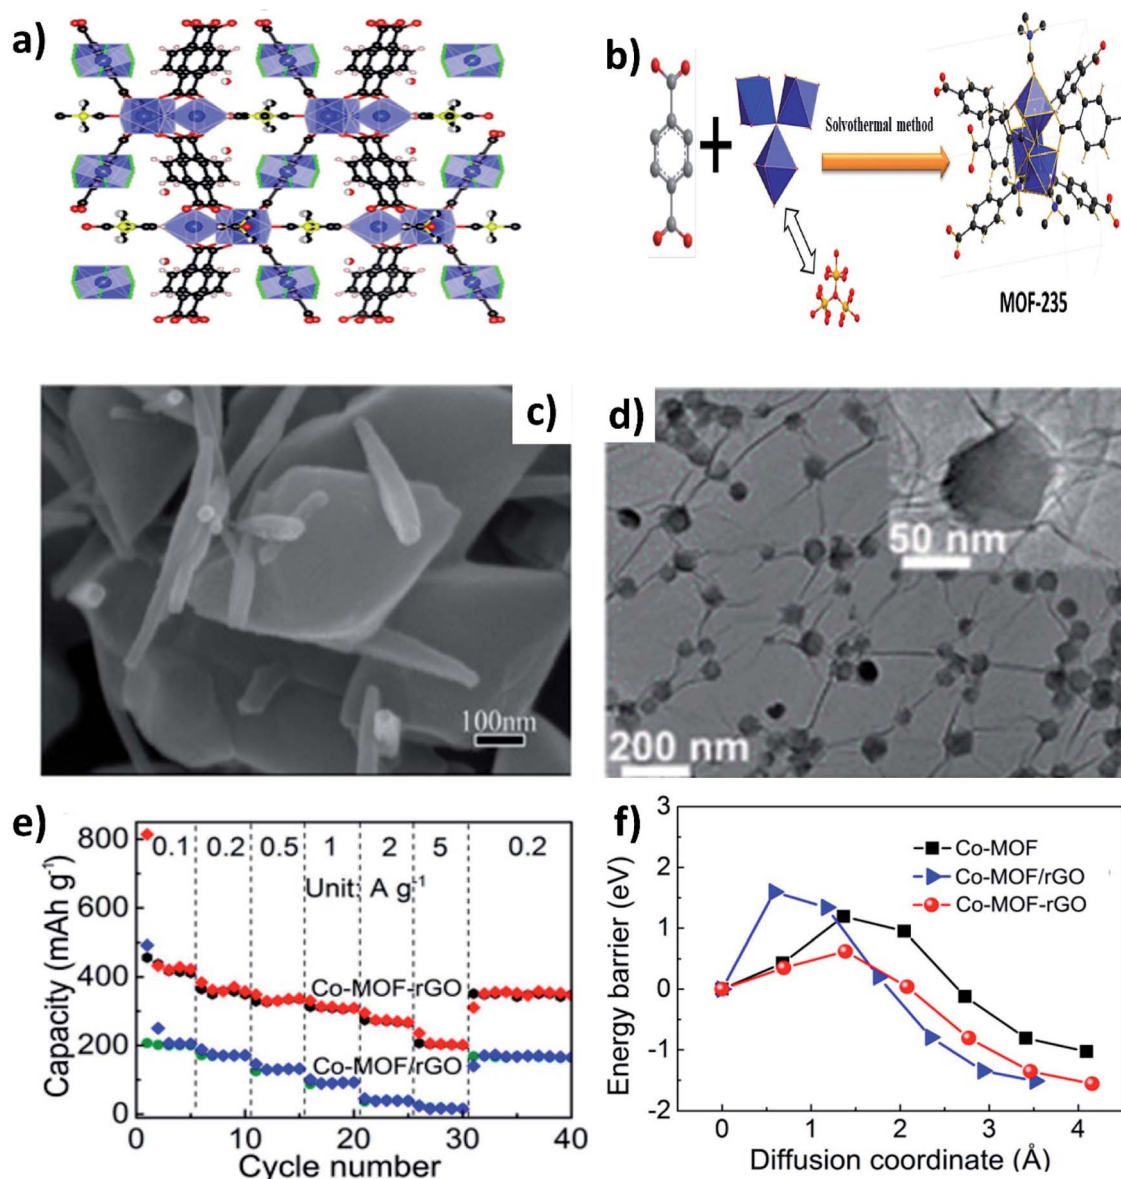 a)
b)
Solvothermal method
MOF-235
c)
100nm
d)
50 nm
200 nm
e)
800
600
400
200
0
0.1 0.2 0.5 1 2 5 0.2
Unit: A g⁻¹
Co-MOF-rGO
Co-MOF/rGO
0 10 20 30 40
Cycle number
Capacity (mAh g⁻¹)
f)
3
2
1
0
-1
-2
Co-MOF
Co-MOF/rGO
Co-MOF-rGO
0 1 2 3 4
Diffusion coordinate (Å)
Energy barrier (eV)